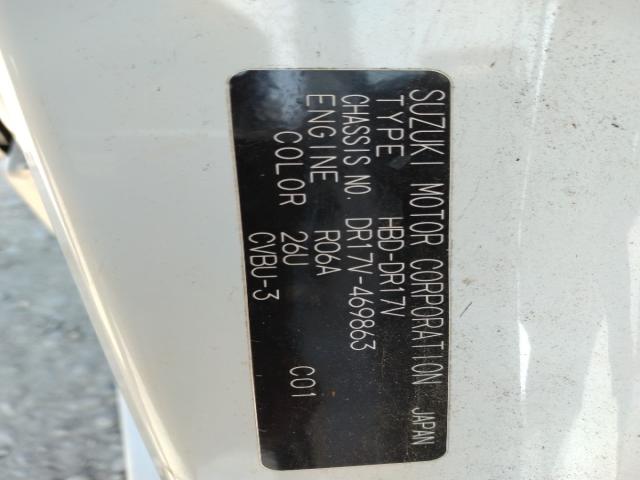 SUZUKI MOTOR CORPORATION JAPAN
TYPE HBD-DR17V
CHASSIS NO. DR17V-469863
ENGINE R06A
COLOR 26U C01
CVBU-3